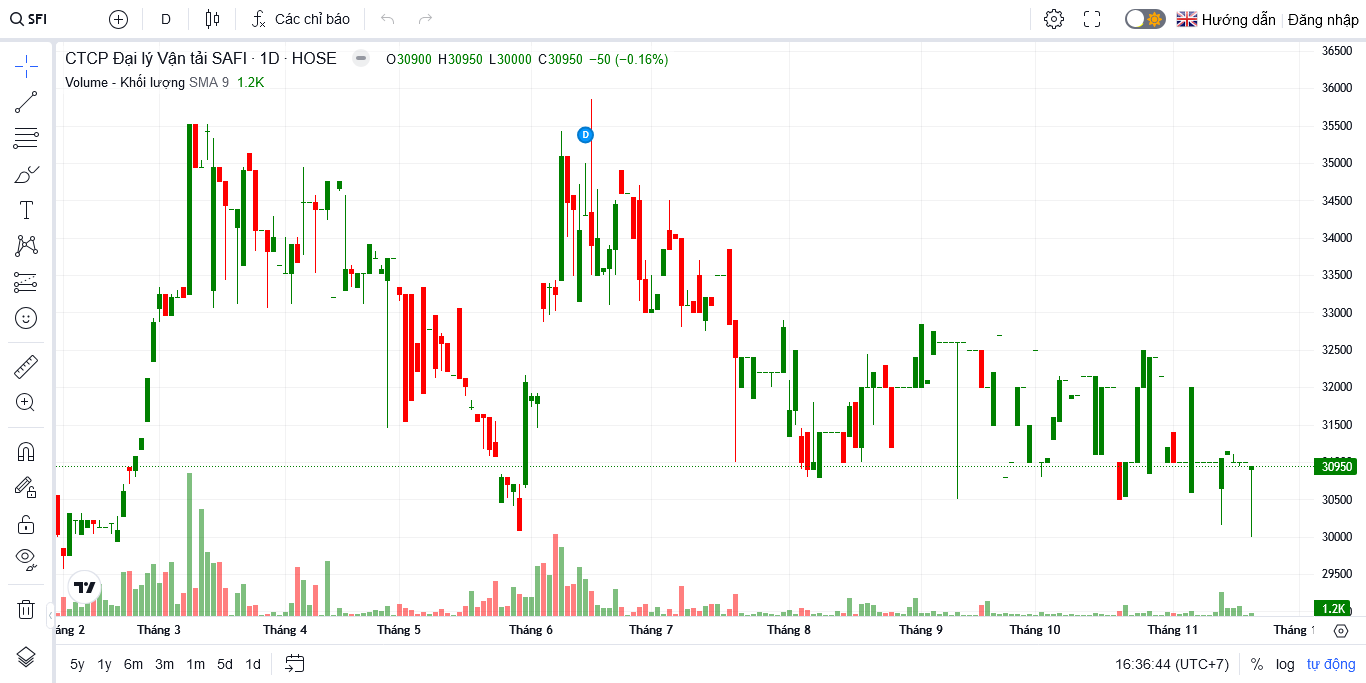 SFI D Các chỉ báo Hướng dẫn Đăng nhập
CTCP Đại lý Vận tải SAFI · 1D · HOSE O30900 H30950 L30000 C30950 −50 (−0.16%)
Volume - Khối lượng SMA 9 1.2K
D
36500
36000
35500
35000
34500
34000
33500
33000
32500
32000
31500
30950
30500
30000
29500
1.2K
Tháng 3 Tháng 4 Tháng 5 Tháng 6 Tháng 7 Tháng 8 Tháng 9 Tháng 10 Tháng 11
5y 1y 6m 3m 1m 5d 1d 16:36:44 (UTC+7) % log tự động